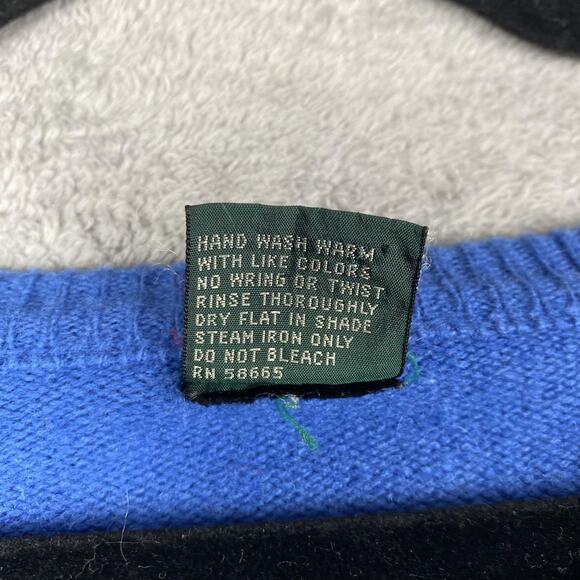 HAND WASH WARM
WITH LIKE COLORS
NO WRING OR TWIST
RINSE THOROUGHLY
DRY FLAT IN SHADE
STEAM IRON ONLY
DO NOT BLEACH
RN 58665